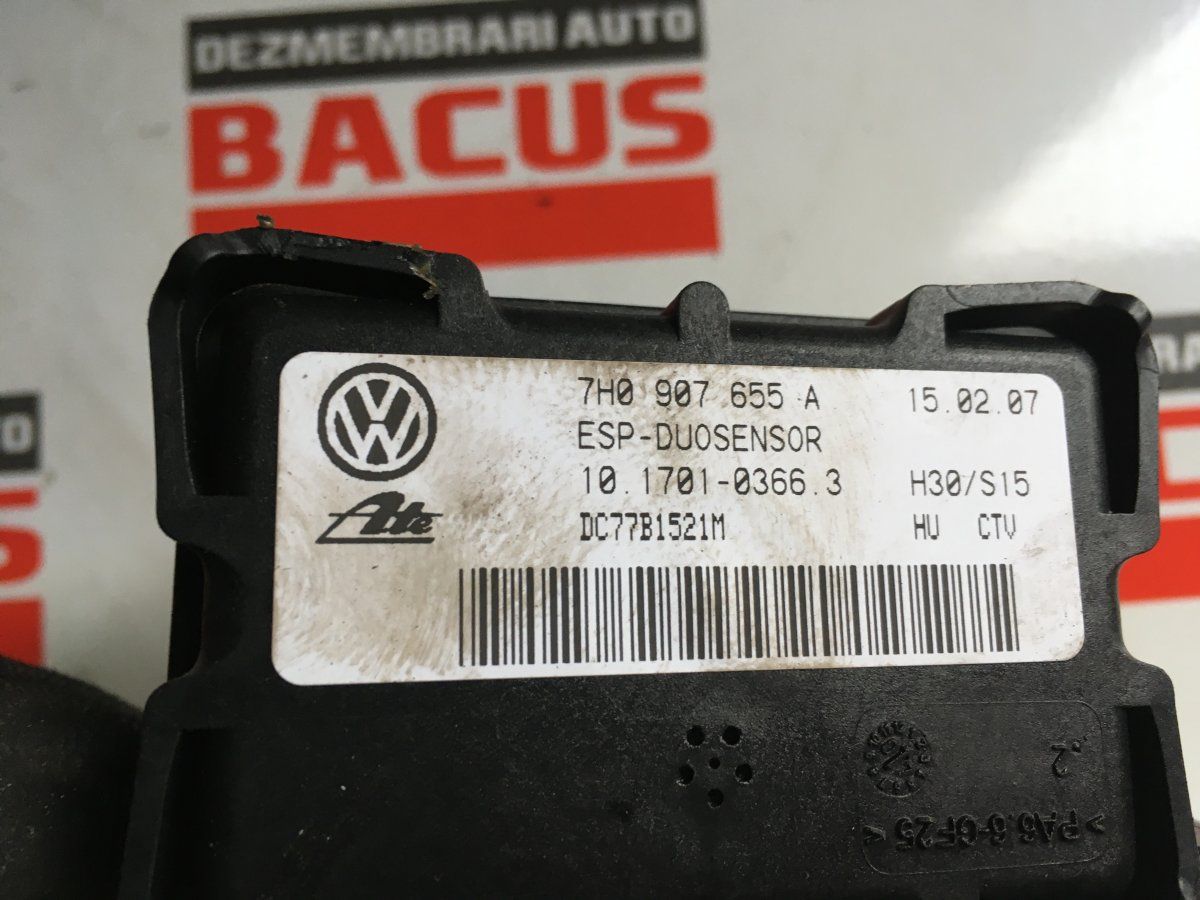 DEZMEMBRARI AUTO
BACUS
7H0 907 655 A 15.02.07
ESP-DUOSENSOR
10.1701-0366.3 H30/S15
Ate
DC77B1521M HU CTV
2
>PA6.6-GF25<